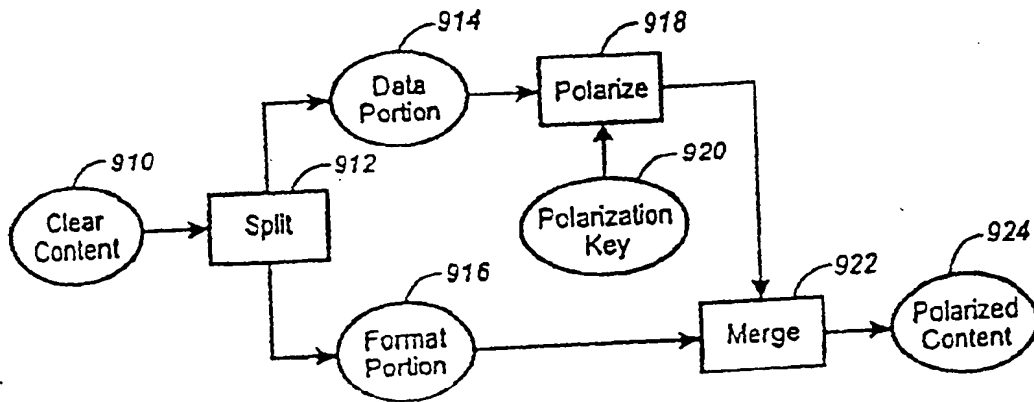 914
Data
Portion
918
Polarize
910
Clear
Content
912
Split
920
Polarization
Key
916
Format
Portion
922
Merge
924
Polarized
Content